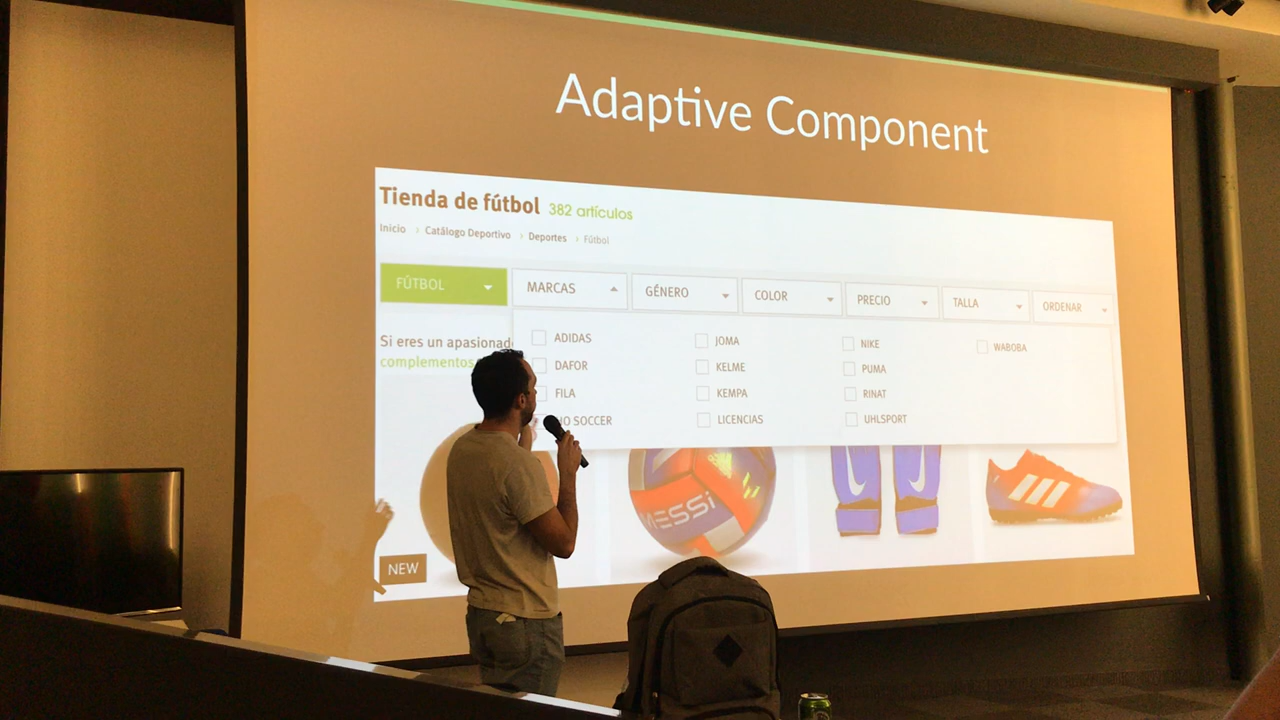 Adaptive Component
Tienda de fútbol 382 artículos
Inicio › Catálogo Deportivo › Deportes › Fútbol
FÚTBOL MARCAS GÉNERO COLOR PRECIO TALLA ORDENAR
Si eres un apasionad
complementos
ADIDAS JOMA NIKE WABOBA
DAFOR KELME PUMA
FILA KEMPA RINAT
SOCCER LICENCIAS UHLSPORT
MESSI
NEW